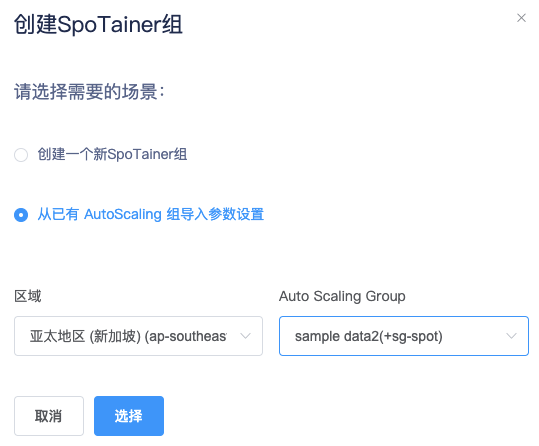 创建SpoTainer组
请选择需要的场景：
创建一个新SpoTainer组
从已有 AutoScaling 组导入参数设置
区域
Auto Scaling Group
亚太地区 (新加坡) (ap-southeas
sample data2(+sg-spot)
取消
选择